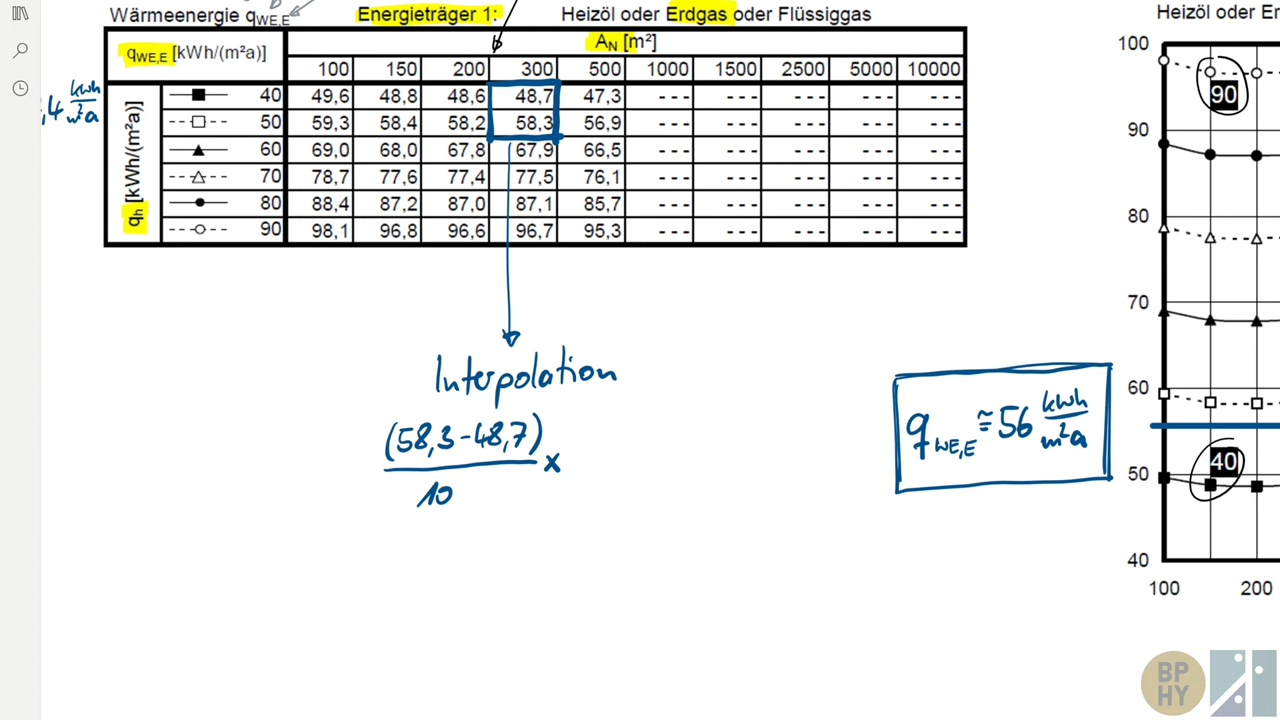 Wärmeenergie qWE,E Energieträger 1: Heizöl oder Erdgas oder Flüssiggas
qWE,E [kWh/(m²a)] AN [m²]
100 150 200 300 500 1000 1500 2500 5000 10000
qh [kWh/(m²a)]
40 49,6 48,8 48,6 48,7 47,3 --- --- --- --- ---
50 59,3 58,4 58,2 58,3 56,9 --- --- --- --- ---
60 69,0 68,0 67,8 67,9 66,5 --- --- --- --- ---
70 78,7 77,6 77,4 77,5 76,1 --- --- --- --- ---
80 88,4 87,2 87,0 87,1 85,7 --- --- --- --- ---
90 98,1 96,8 96,6 96,7 95,3 --- --- --- --- ---
,4 kWh/m²a
Interpolation
(58,3-48,7)
10
x
qWE,E ≅ 56 kWh/m²a
Heizöl oder Er
100
90
80
70
60
50
40
90
40
100 200
BP
HY